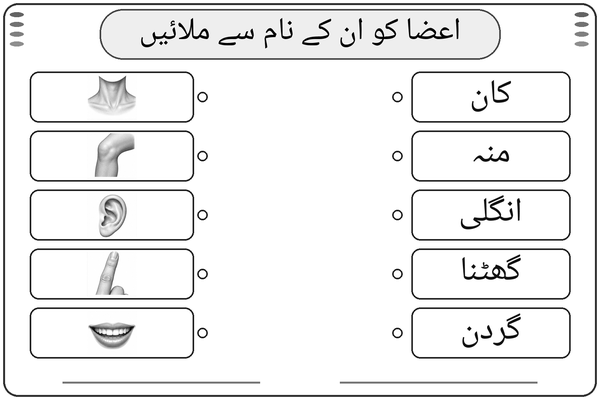 اعضا کو ان کے نام سے ملائیں
کان
منہ
انگلی
گھٹنا
گردن